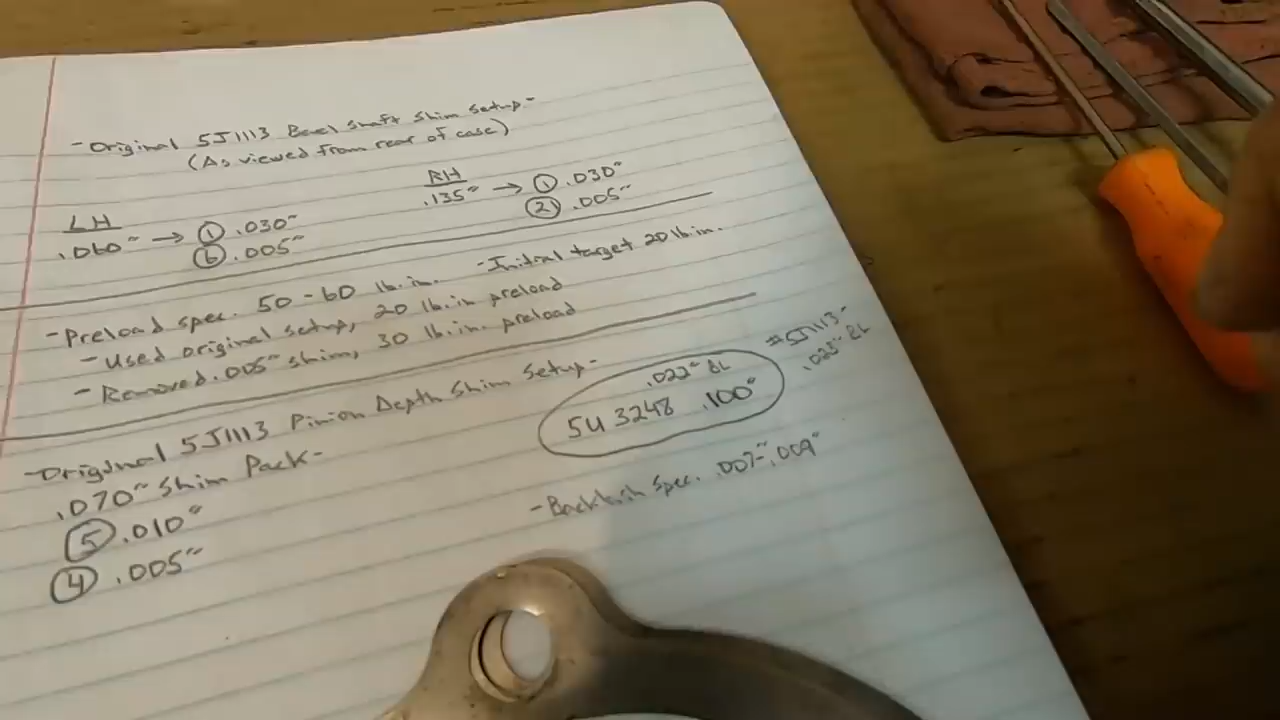 -Original 5J1113 Bevel Shaft Shim Setup-
(As viewed from rear of case)
LH
.060" → ① .030"
⑥ .005"
RH
.135" → ① .030"
② .005"
-Preload spec. 50-60 lb.in.
-Initial target 20 lb.in.
-Used original setup, 20 lb.in preload
-Removed .005" shim, 30 lb.in. preload
-Original 5J1113 Pinion Depth Shim Setup-
.070" Shim Pack-
⑤ .010"
④ .005"
.022" BL
5U 3248 .100"
#5J1113-
.025" BL
-Backlash Spec. .007"-.009"